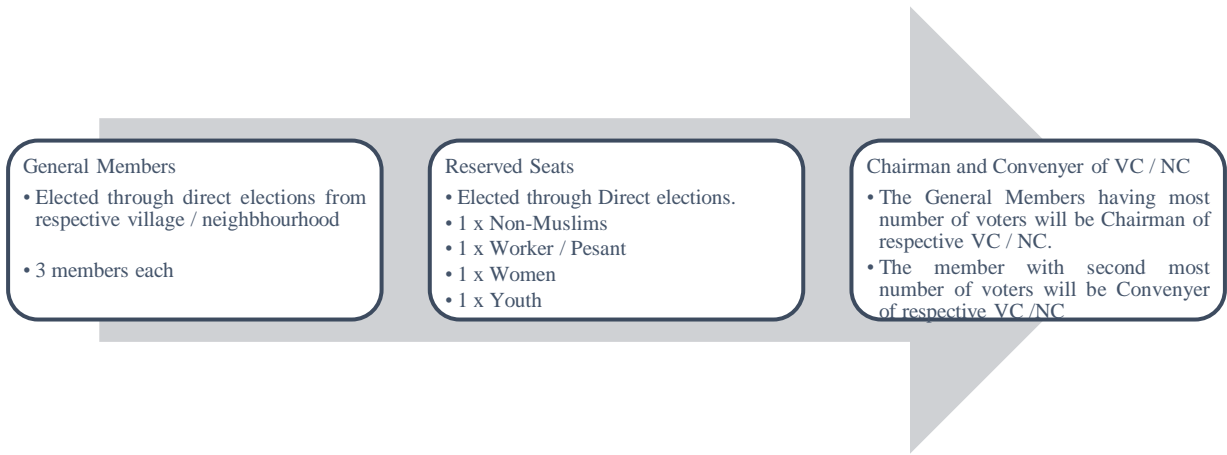 General Members
• Elected through direct elections from
respective village / neighbhourhood
• 3 members each
Reserved Seats
• Elected through Direct elections.
• 1 x Non-Muslims
• 1 x Worker / Pesant
• 1 x Women
• 1 x Youth
Chairman and Convenyer of VC / NC
• The General Members having most
number of voters will be Chairman of
respective VC / NC.
• The member with second most
number of voters will be Convenyer
of respective VC /NC